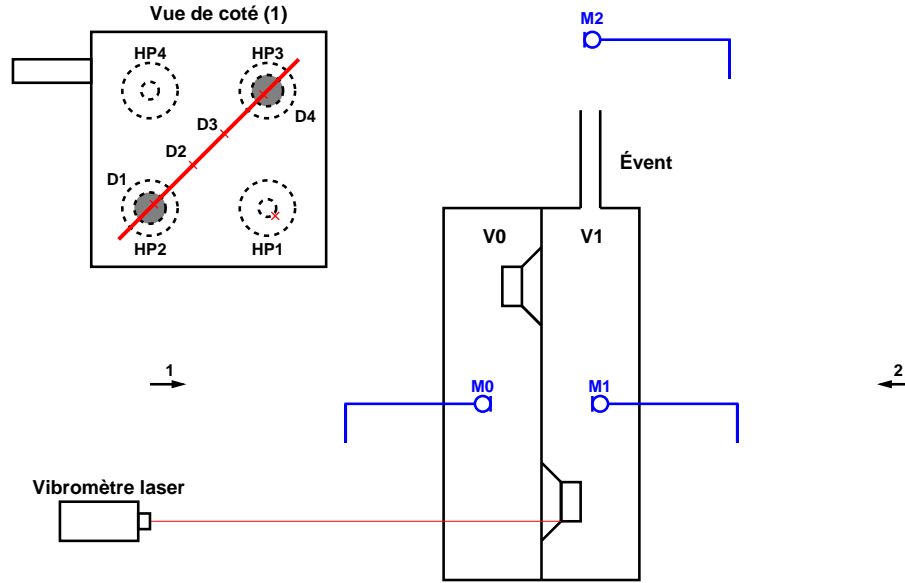 Vue de coté (1)
M2
HP4
HP3
D4
D3
D2
D1
HP2
HP1
Évent
V0
V1
1
2
M0
M1
Vibromètre laser